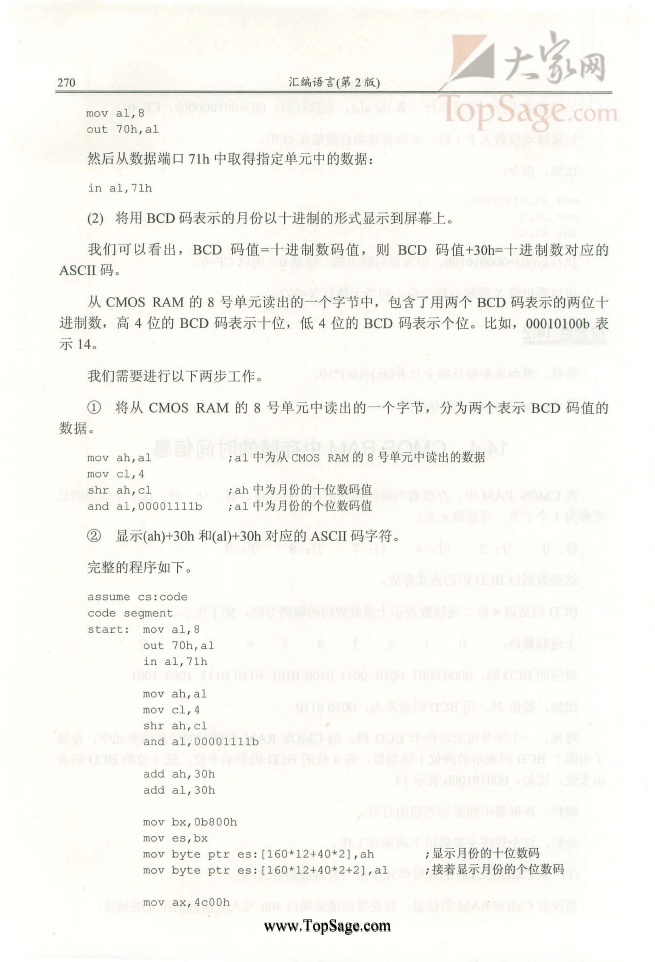 大家网
TopSage.com
270
汇编语言(第 2 版)
mov al,8
out 70h,al
然后从数据端口 71h 中取得指定单元中的数据：
in al,71h
(2) 将用 BCD 码表示的月份以十进制的形式显示到屏幕上。
我们可以看出，BCD 码值=十进制数码值，则 BCD 码值+30h=十进制数对应的
ASCII 码。
从 CMOS RAM 的 8 号单元读出的一个字节中，包含了用两个 BCD 码表示的两位十
进制数，高 4 位的 BCD 码表示十位，低 4 位的 BCD 码表示个位。比如，00010100b 表
示 14。
我们需要进行以下两步工作。
① 将从 CMOS RAM 的 8 号单元中读出的一个字节，分为两个表示 BCD 码值的
数据。
mov ah,al ;al 中为从 CMOS RAM 的 8 号单元中读出的数据
mov cl,4
shr ah,cl ;ah 中为月份的十位数码值
and al,00001111b ;al 中为月份的个位数码值
② 显示(ah)+30h 和(al)+30h 对应的 ASCII 码字符。
完整的程序如下。
assume cs:code
code segment
start: mov al,8
out 70h,al
in al,71h
mov ah,al
mov cl,4
shr ah,cl
and al,00001111b
add ah,30h
add al,30h
mov bx,0b800h
mov es,bx
mov byte ptr es:[160*12+40*2],ah ;显示月份的十位数码
mov byte ptr es:[160*12+40*2+2],al ;接着显示月份的个位数码
mov ax,4c00h
www.TopSage.com